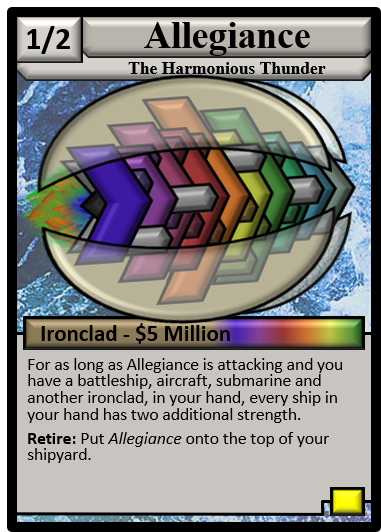 1/2
Allegiance
The Harmonious Thunder
Ironclad - $5 Million
For as long as Allegiance is attacking and you
have a battleship, aircraft, submarine and
another ironclad, in your hand, every ship in
your hand has two additional strength.
Retire: Put Allegiance onto the top of your
shipyard.